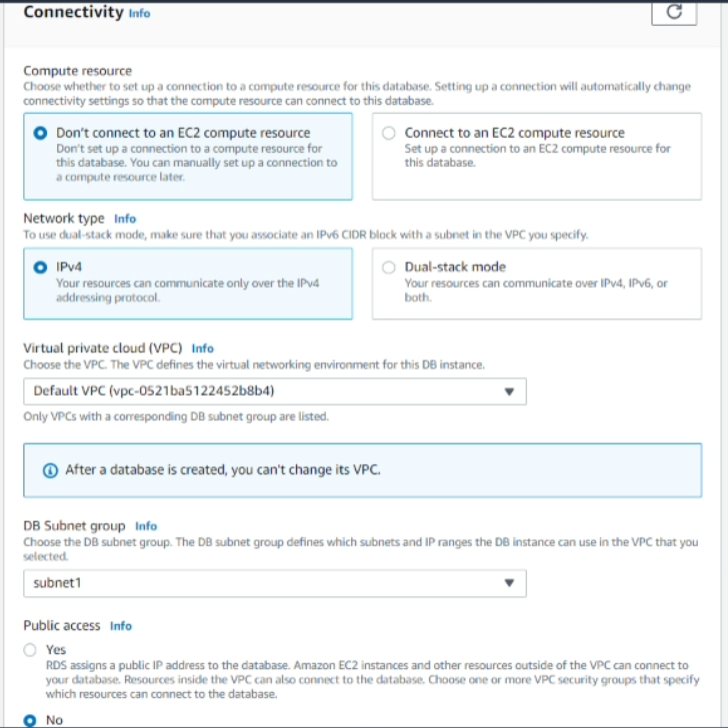 Connectivity Info
Compute resource
Choose whether to set up a connection to a compute resource for this database. Setting up a connection will automatically change
connectivity settings so that the compute resource can connect to this database.
Don't connect to an EC2 compute resource
Don't set up a connection to a compute resource for
this database. You can manually set up a connection to
a compute resource later.
Connect to an EC2 compute resource
Set up a connection to an EC2 compute resource for
this database.
Network type Info
To use dual-stack mode, make sure that you associate an IPv6 CIDR block with a subnet in the VPC you specify.
IPv4
Your resources can communicate only over the IPv4
addressing protocol.
Dual-stack mode
Your resources can communicate over IPv4, IPv6, or
both.
Virtual private cloud (VPC) Info
Choose the VPC. The VPC defines the virtual networking environment for this DB instance.
Default VPC (vpc-0521ba5122452b8b4)
Only VPCs with a corresponding DB subnet group are listed.
After a database is created, you can't change its VPC.
DB Subnet group Info
Choose the DB subnet group. The DB subnet group defines which subnets and IP ranges the DB instance can use in the VPC that you
selected.
subnet1
Public access Info
Yes
RDS assigns a public IP address to the database. Amazon EC2 instances and other resources outside of the VPC can connect to
your database. Resources inside the VPC can also connect to the database. Choose one or more VPC security groups that specify
which resources can connect to the database.
No